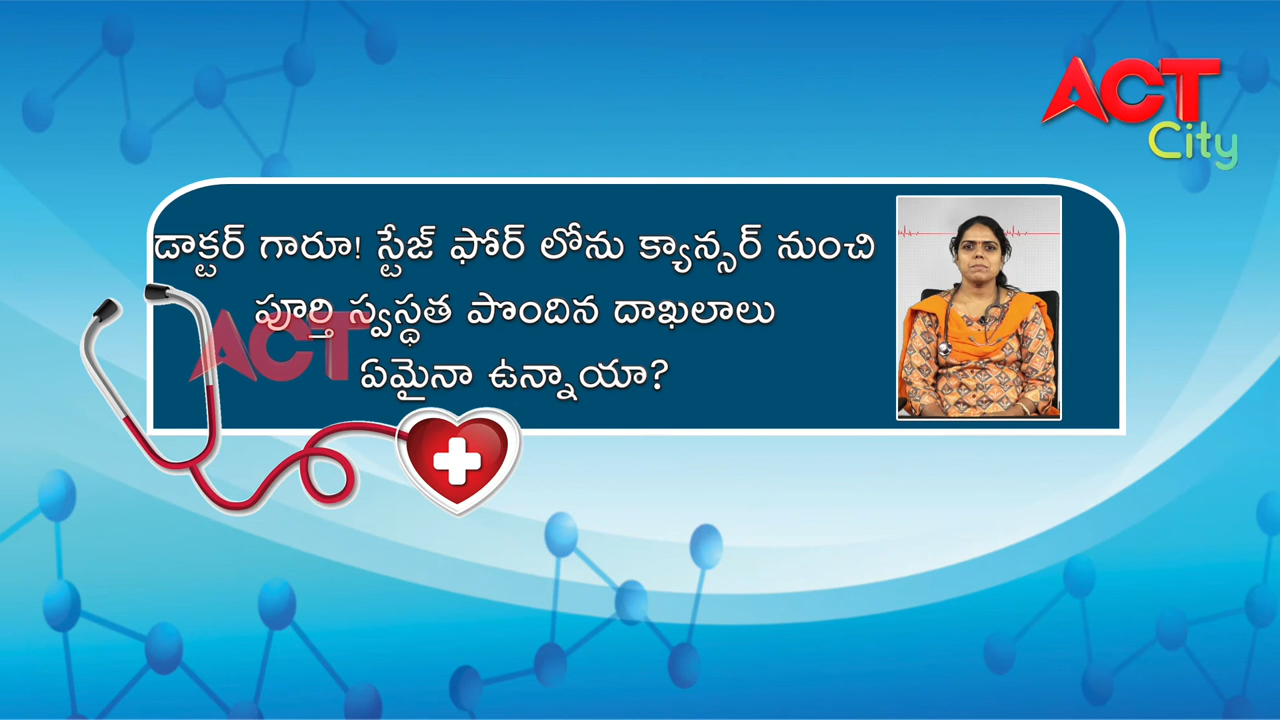 ACT
City
డాక్టర్ గారూ! స్టేజ్ ఫోర్ లోను క్యాన్సర్ నుంచి
పూర్తి స్వస్థత పొందిన దాఖలాలు
ACT
ఏమైనా ఉన్నాయా?